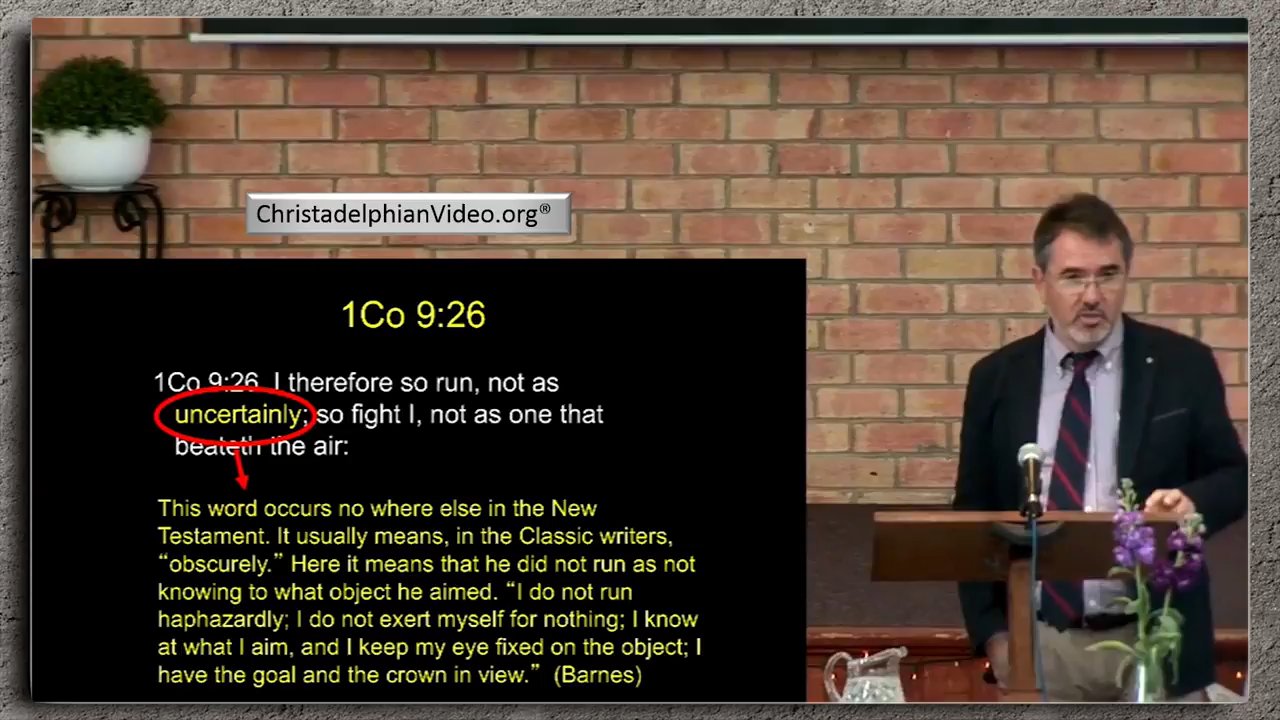 ChristadelphianVideo.org®
1Co 9:26
1Co 9:26 I therefore so run, not as
uncertainly; so fight I, not as one that
beateth the air:
This word occurs no where else in the New
Testament. It usually means, in the Classic writers,
“obscurely.” Here it means that he did not run as not
knowing to what object he aimed. “I do not run
haphazardly; I do not exert myself for nothing; I know
at what I aim, and I keep my eye fixed on the object; I
have the goal and the crown in view.” (Barnes)